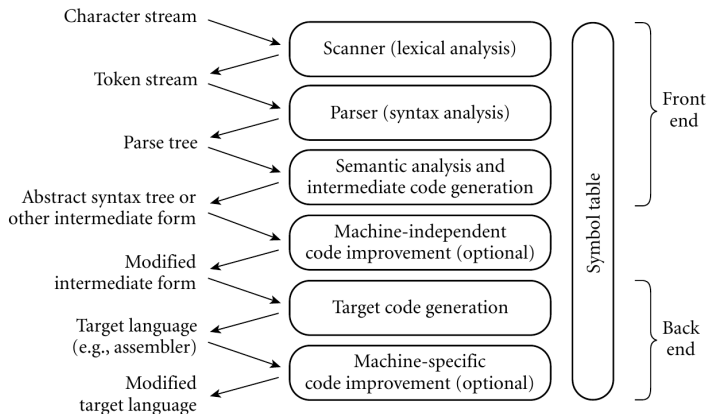 Character stream
Scanner (lexical analysis)
Token stream
Parser (syntax analysis)
Parse tree
Semantic analysis and
intermediate code generation
Abstract syntax tree or
other intermediate form
Machine-independent
code improvement (optional)
Modified
intermediate form
Target code generation
Target language
(e.g., assembler)
Machine-specific
code improvement (optional)
Modified
target language
Symbol table
Front
end
Back
end